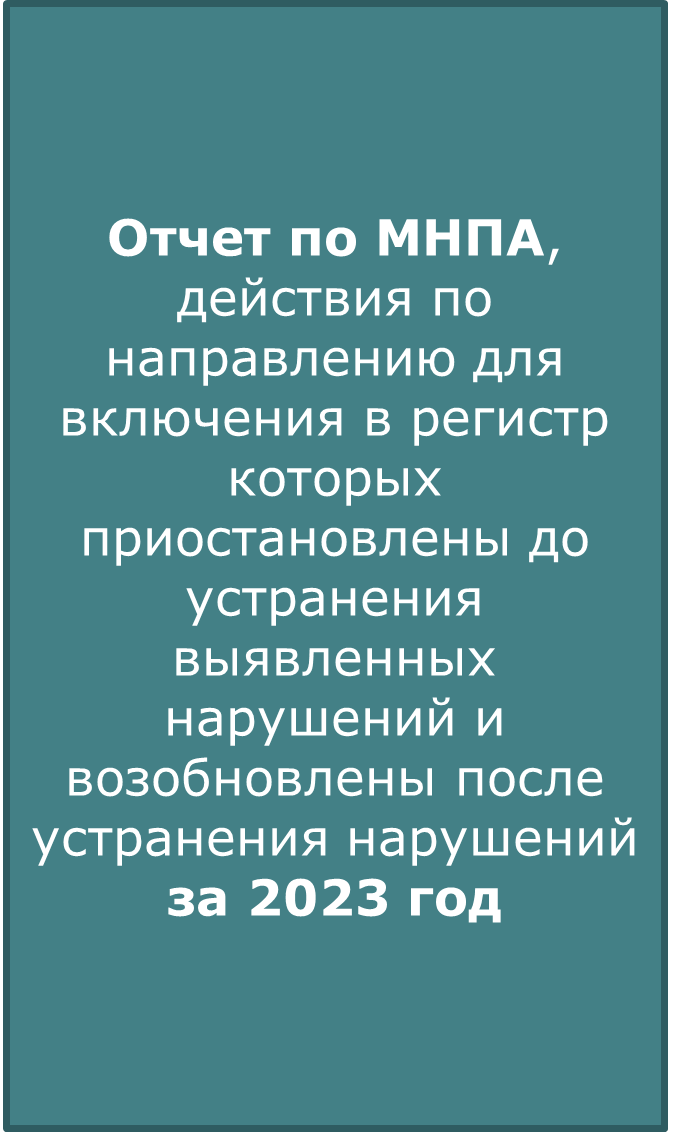 Отчет по МНПА,
действия по
направлению для
включения в регистр
которых
приостановлены до
устранения
выявленных
нарушений и
возобновлены после
устранения нарушений
за 2023 год